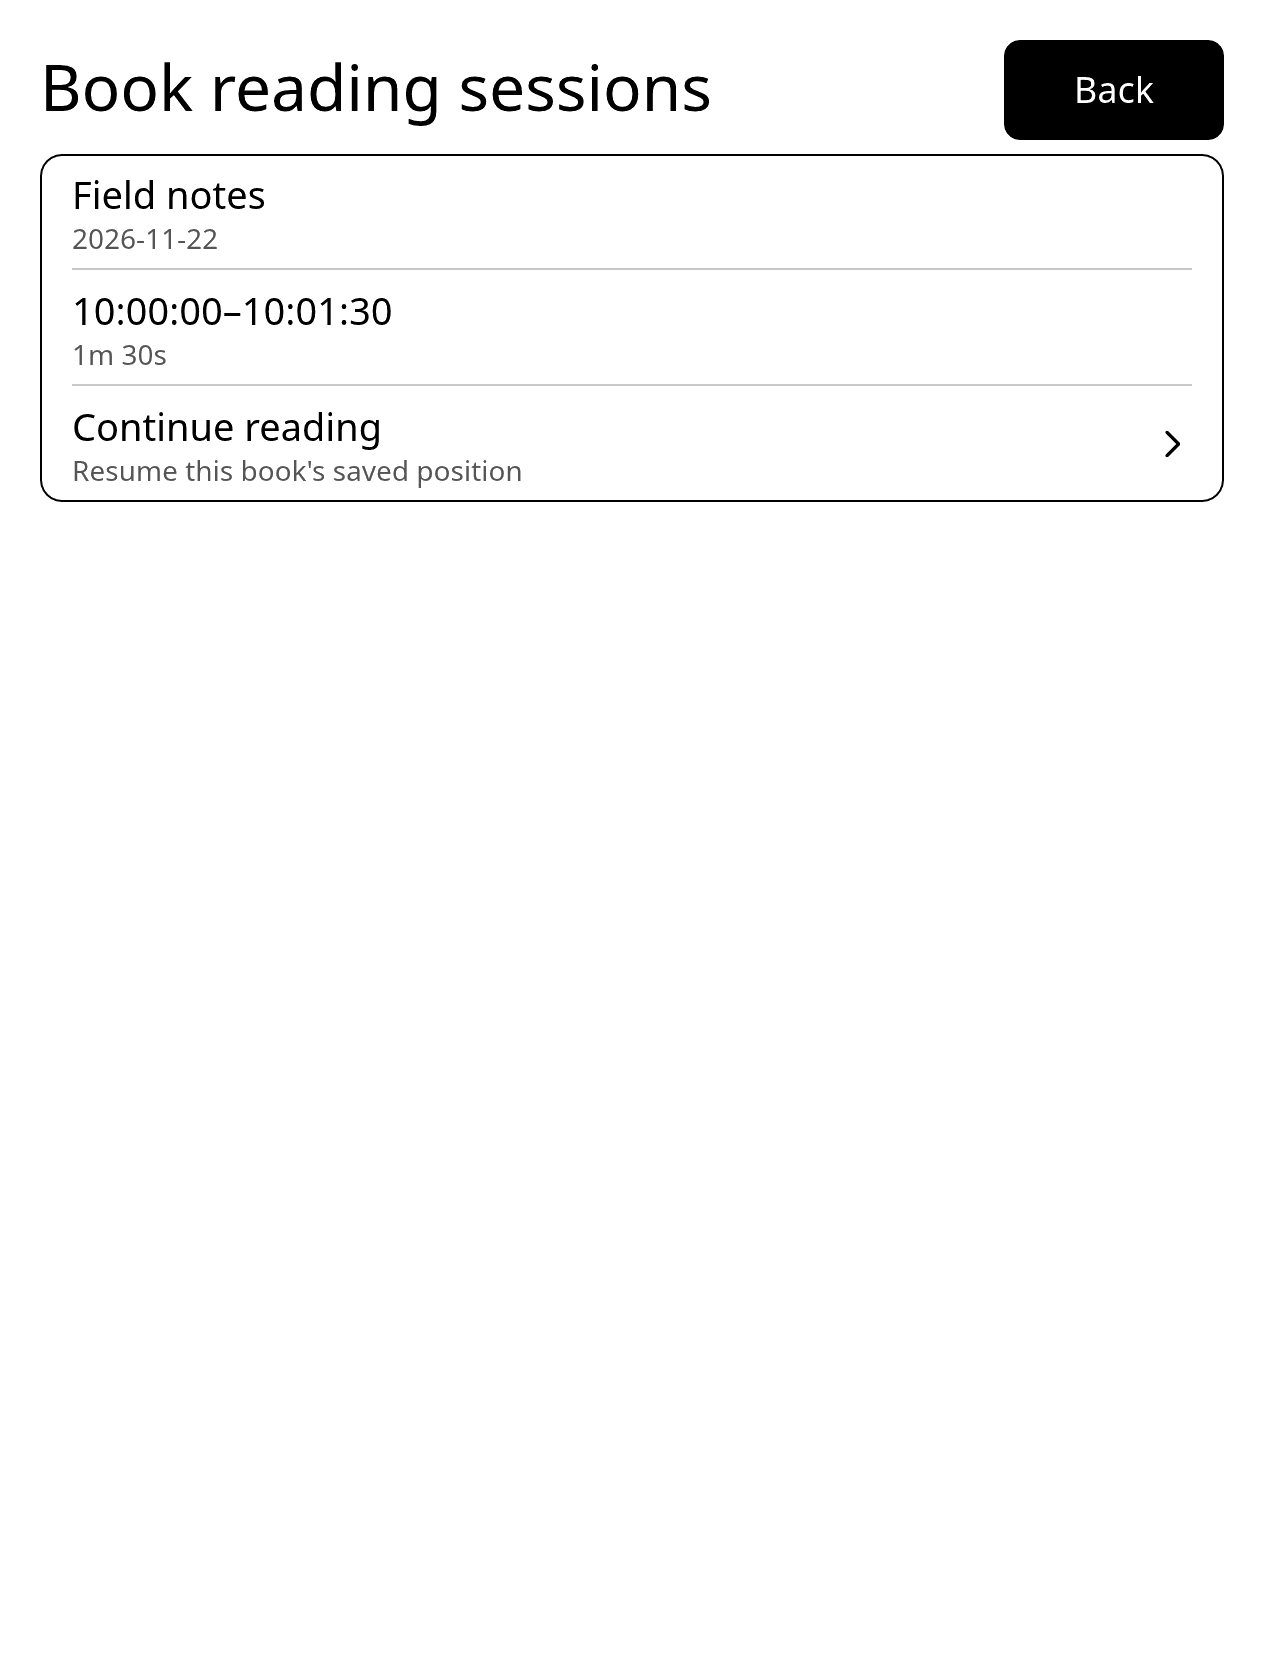 Book reading sessions
Back
Field notes
2026-11-22
10:00:00–10:01:30
1m 30s
Continue reading
Resume this book's saved position